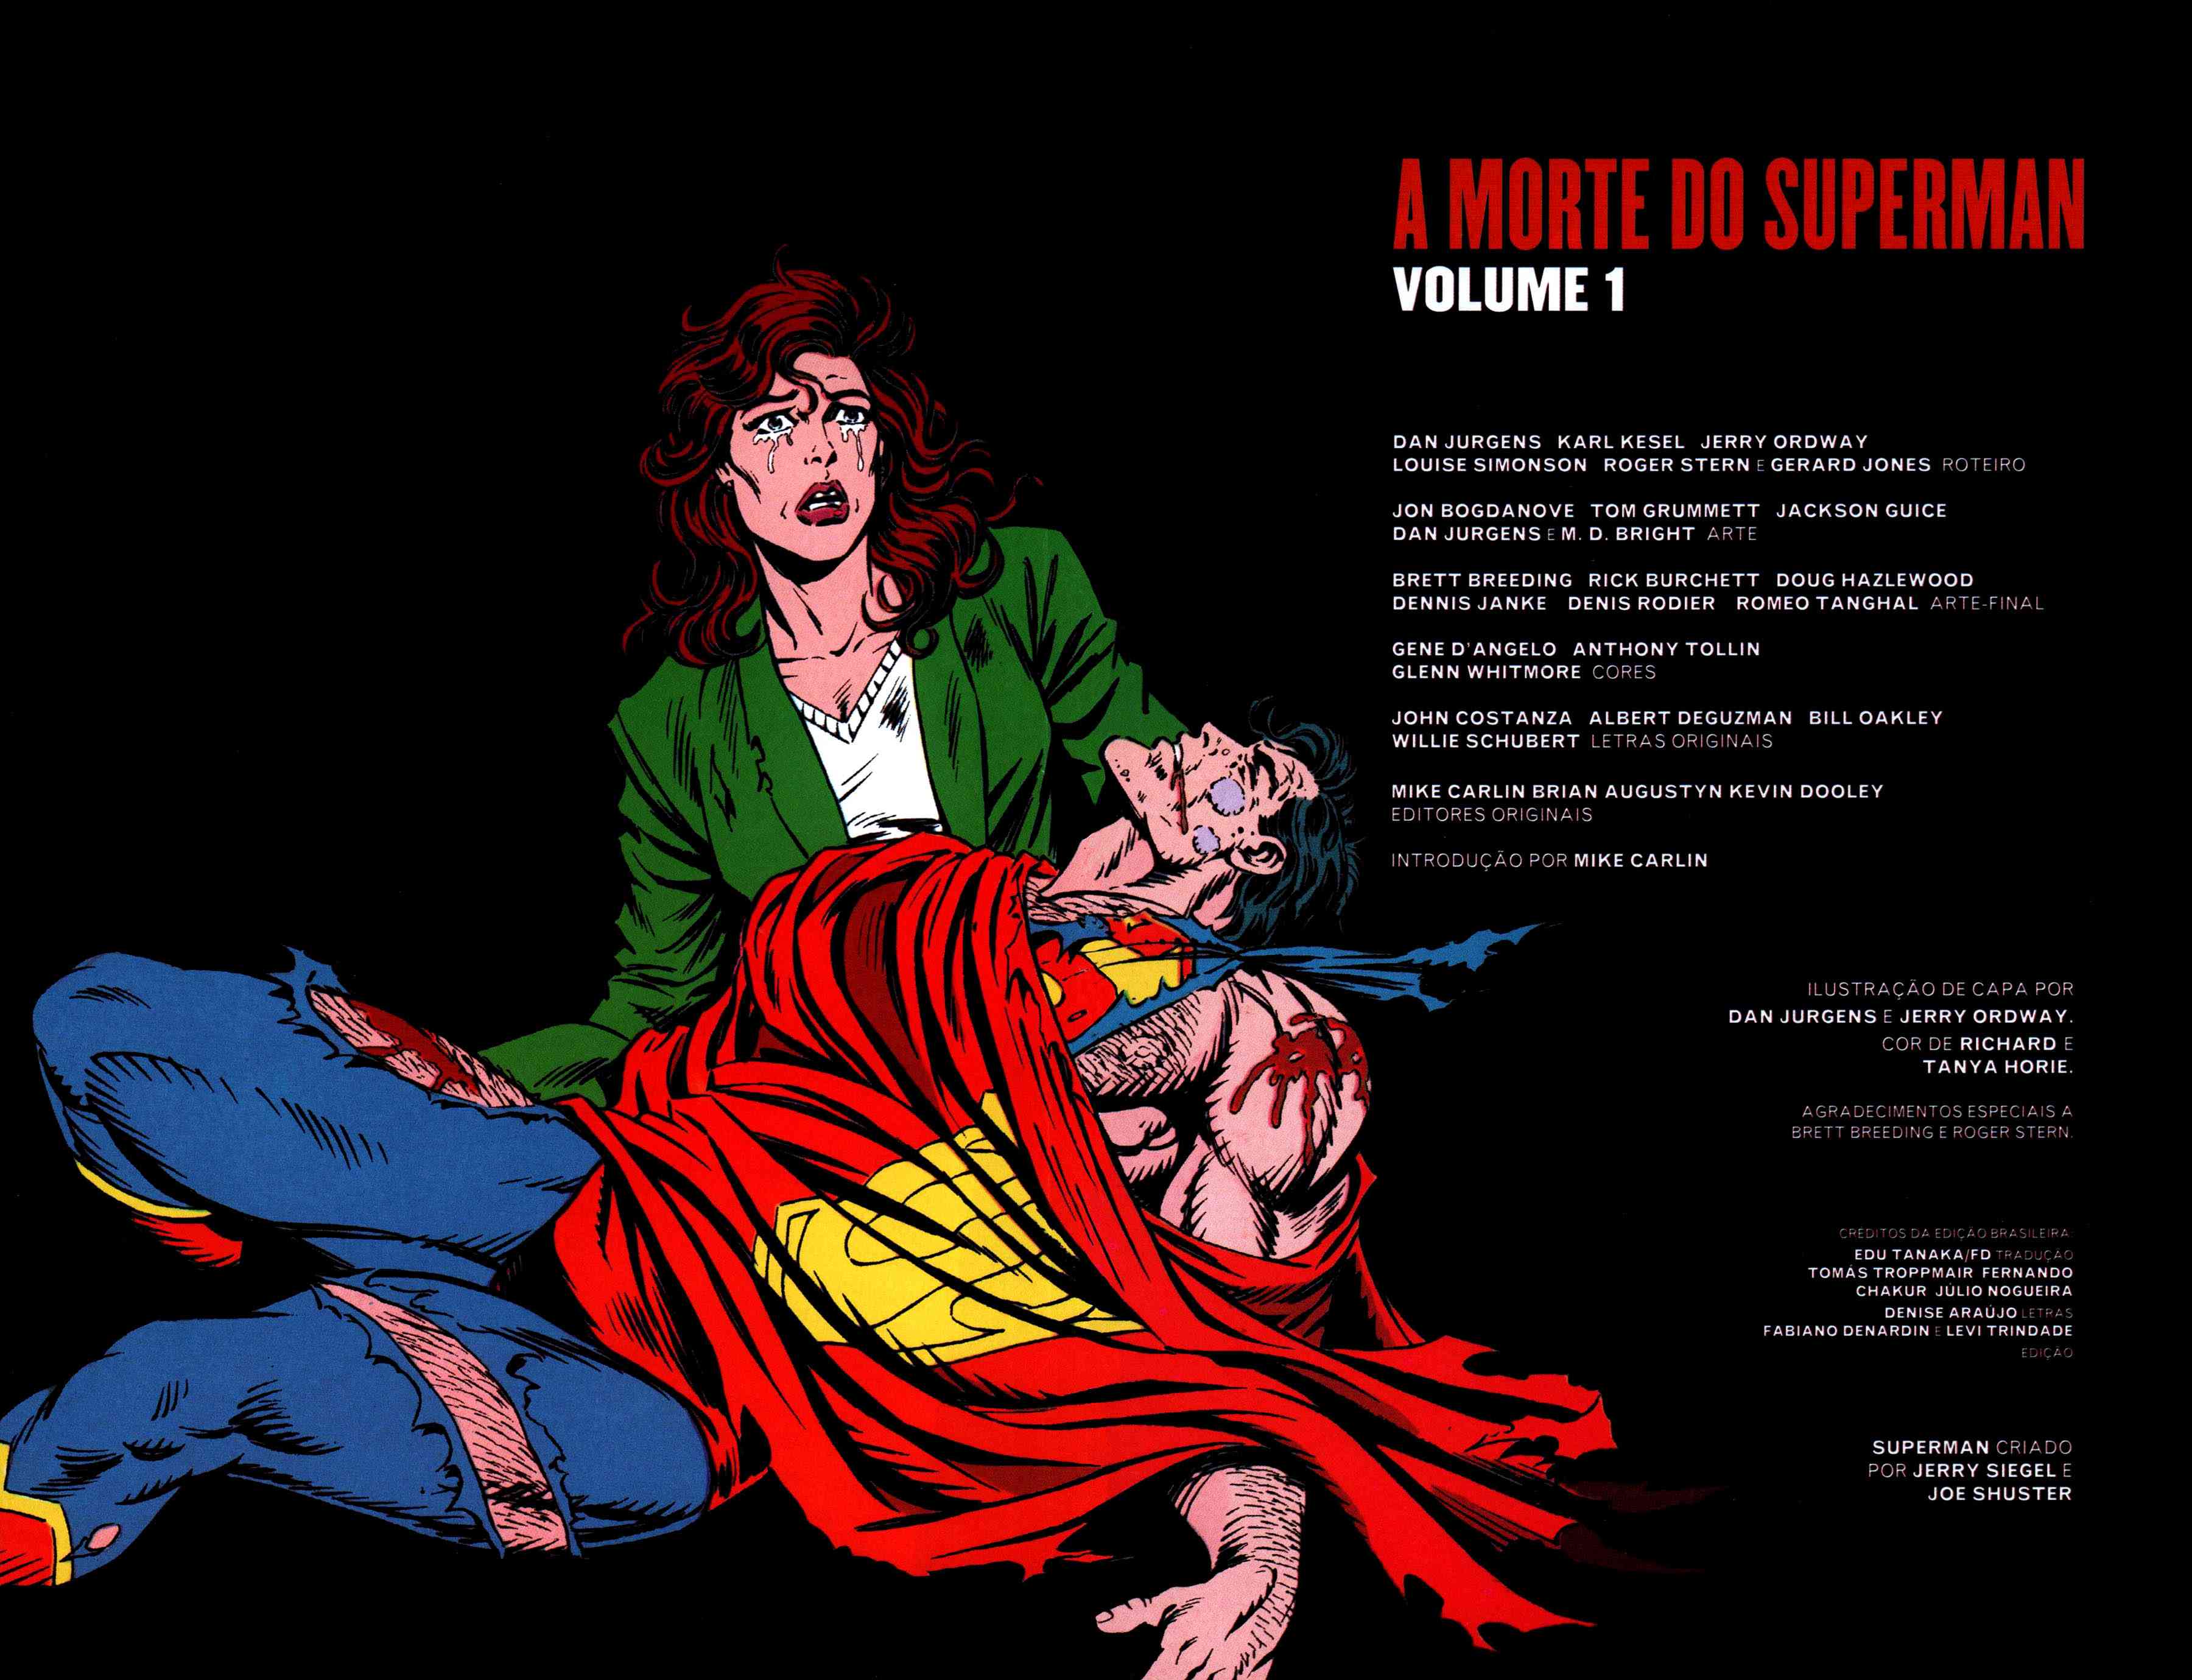 A MORTE DO SUPERMAN
VOLUME 1
DAN JURGENS KARL KESEL JERRY ORDWAY
LOUISE SIMONSON ROGER STERN E GERARD JONES ROTEIRO
JON BOGDANOVE TOM GRUMMETT JACKSON GUICE
DAN JURGENS E M. D. BRIGHT ARTE
BRETT BREEDING RICK BURCHETT DOUG HAZLEWOOD
DENNIS JANKE DENIS RODIER ROMEO TANGHAL ARTE-FINAL
GENE D'ANGELO ANTHONY TOLLIN
GLENN WHITMORE CORES
JOHN COSTANZA ALBERT DEGUZMAN BILL OAKLEY
WILLIE SCHUBERT LETRAS ORIGINAIS
MIKE CARLIN BRIAN AUGUSTYN KEVIN DOOLEY
EDITORES ORIGINAIS
INTRODUÇÃO POR MIKE CARLIN
ILUSTRAÇÃO DE CAPA POR
DAN JURGENS E JERRY ORDWAY.
COR DE RICHARD E
TANYA HORIE.
AGRADECIMENTOS ESPECIAIS A
BRETT BREEDING E ROGER STERN.
CRÉDITOS DA EDIÇÃO BRASILEIRA:
EDU TANAKA/FD TRADUÇÃO
TOMÁS TROPPMAIR FERNANDO
CHAKUR JÚLIO NOGUEIRA
DENISE ARAÚJO LETRAS
FABIANO DENARDIN E LEVI TRINDADE
EDIÇÃO
SUPERMAN CRIADO
POR JERRY SIEGEL E
JOE SHUSTER